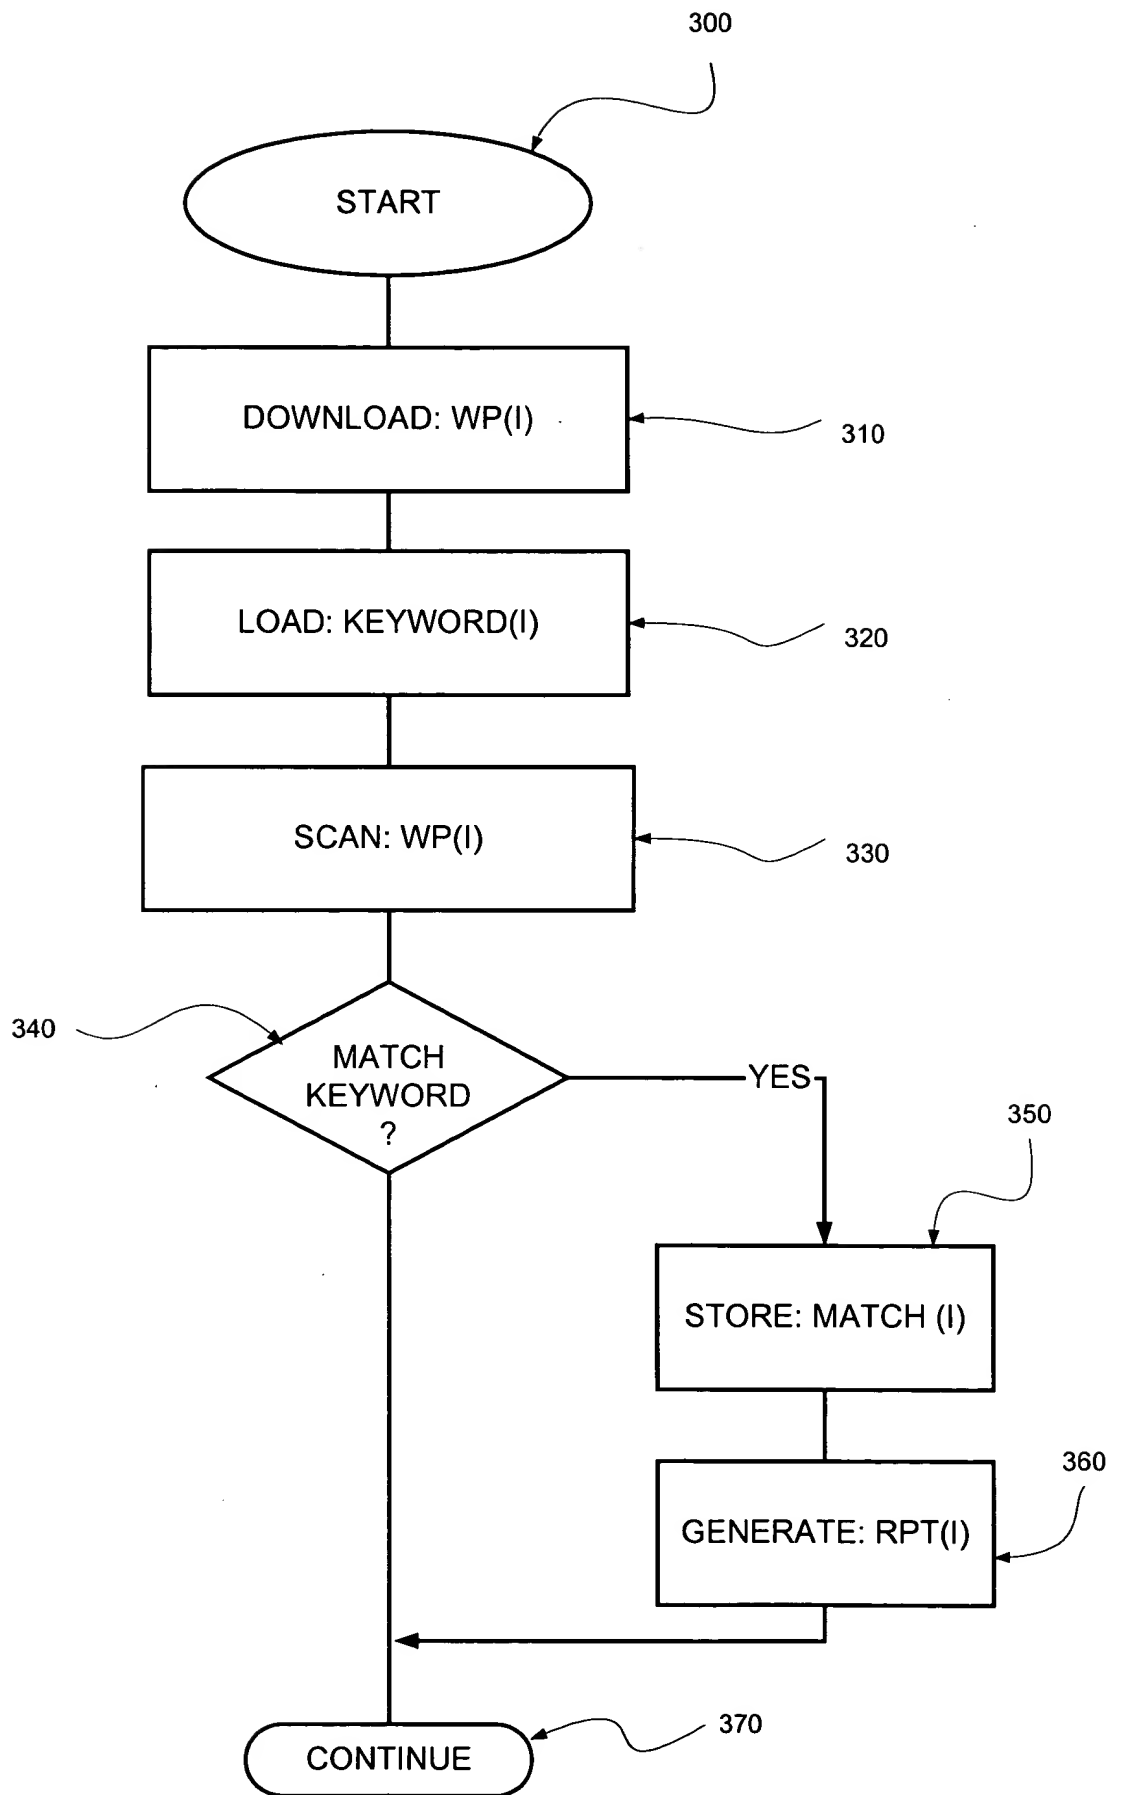 300
START
DOWNLOAD: WP(I)
310
LOAD: KEYWORD(I)
320
SCAN: WP(I)
330
340
MATCH
KEYWORD
?
YES
350
STORE: MATCH (I)
360
GENERATE: RPT(I)
370
CONTINUE